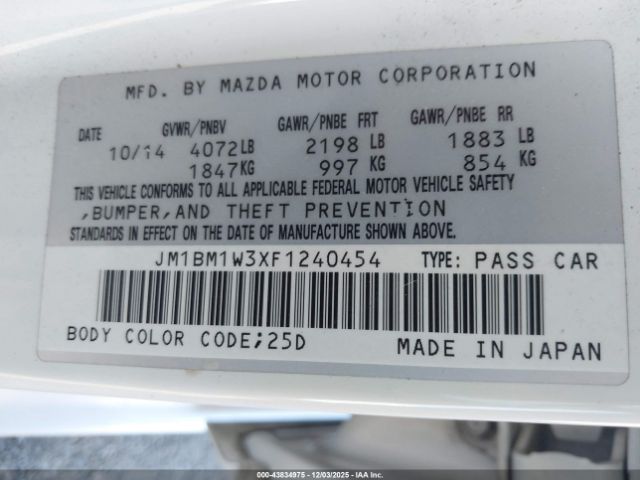 MFD. BY MAZDA MOTOR CORPORATION
DATE GVWR/PNBV GAWR/PNBE FRT GAWR/PNBE RR
10/14 4072LB 2198 LB 1883 LB
1847KG 997 KG 854 KG
THIS VEHICLE CONFORMS TO ALL APPLICABLE FEDERAL MOTOR VEHICLE SAFETY
,BUMPER,AND THEFT PREVENTION
STANDARDS IN EFFECT ON THE DATE OF MANUFACTURE SHOWN ABOVE.
JM1BM1W3XF1240454 TYPE: PASS CAR
BODY COLOR CODE;25D MADE IN JAPAN
000-43834975 - 12/03/2025 - IAA Inc.